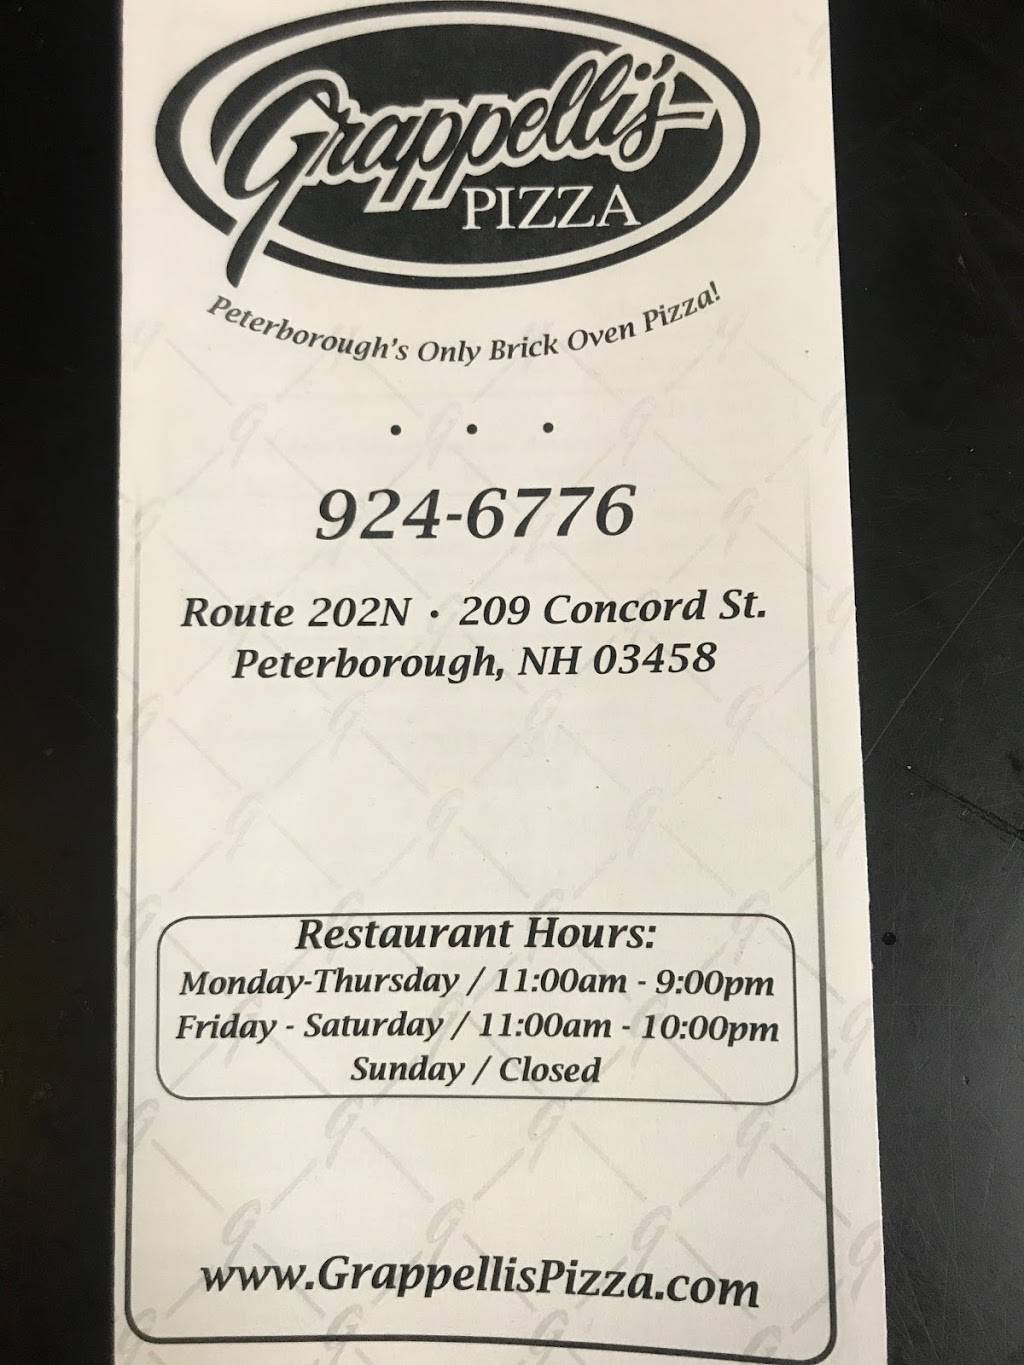 Grappelli's
PIZZA
Peterborough's Only Brick Oven Pizza!
• • •
924-6776
Route 202N • 209 Concord St.
Peterborough, NH 03458
Restaurant Hours:
Monday-Thursday / 11:00am - 9:00pm
Friday - Saturday / 11:00am - 10:00pm
Sunday / Closed
www.GrappellisPizza.com